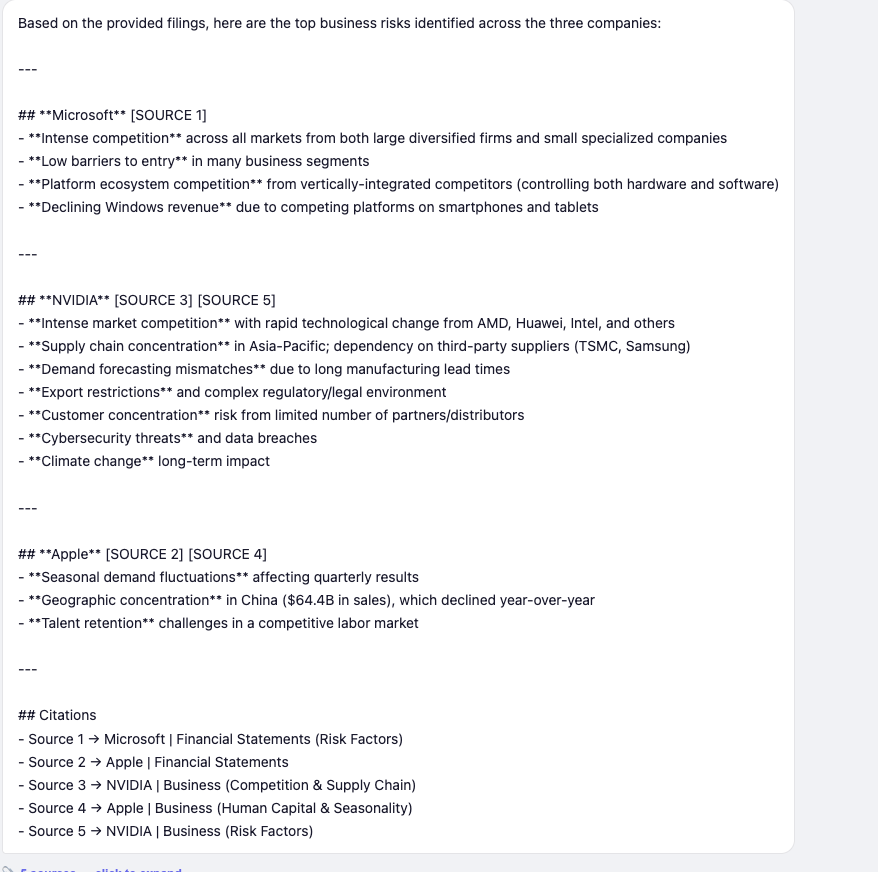 Based on the provided filings, here are the top business risks identified across the three companies:
---
## **Microsoft** [SOURCE 1]
- **Intense competition** across all markets from both large diversified firms and small specialized companies
- **Low barriers to entry** in many business segments
- **Platform ecosystem competition** from vertically-integrated competitors (controlling both hardware and software)
- **Declining Windows revenue** due to competing platforms on smartphones and tablets
---
## **NVIDIA** [SOURCE 3] [SOURCE 5]
- **Intense market competition** with rapid technological change from AMD, Huawei, Intel, and others
- **Supply chain concentration** in Asia-Pacific; dependency on third-party suppliers (TSMC, Samsung)
- **Demand forecasting mismatches** due to long manufacturing lead times
- **Export restrictions** and complex regulatory/legal environment
- **Customer concentration** risk from limited number of partners/distributors
- **Cybersecurity threats** and data breaches
- **Climate change** long-term impact
---
## **Apple** [SOURCE 2] [SOURCE 4]
- **Seasonal demand fluctuations** affecting quarterly results
- **Geographic concentration** in China ($64.4B in sales), which declined year-over-year
- **Talent retention** challenges in a competitive labor market
---
## Citations
- Source 1 → Microsoft | Financial Statements (Risk Factors)
- Source 2 → Apple | Financial Statements
- Source 3 → NVIDIA | Business (Competition & Supply Chain)
- Source 4 → Apple | Business (Human Capital & Seasonality)
- Source 5 → NVIDIA | Business (Risk Factors)
5 sources — click to expand